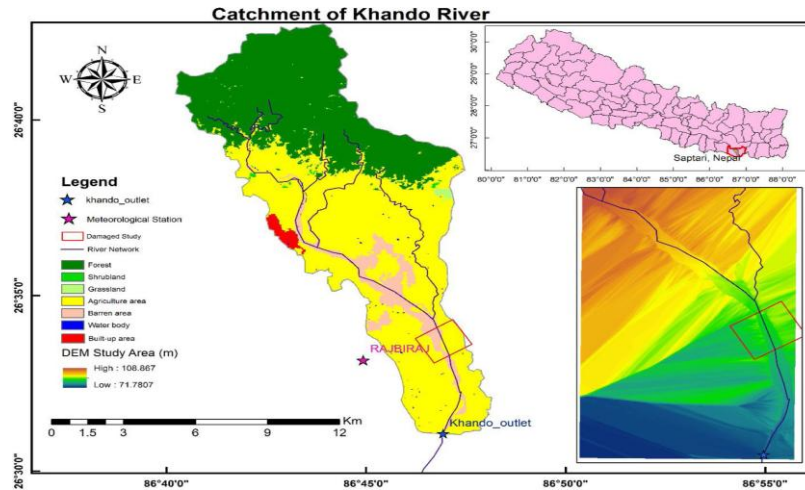 Catchment of Khando River
N
W E
S
26°40'0"
26°35'0"
26°30'0"
Legend
khando_outlet
Meteorological Station
Damaged Study
River Network
Forest
Shrubland
Grassland
Agriculture area
Barren area
Water body
Built-up area
DEM Study Area (m)
High : 108.867
Low : 71.7807
Km
0 1.5 3 6 9 12
RAJBIRAJ
Khando_outlet
86°40'0" 86°45'0" 86°50'0" 86°55'0"
30°0'0"
29°0'0"
28°0'0"
27°0'0"
Saptari, Nepal
80°0'0" 81°0'0" 82°0'0" 83°0'0" 84°0'0" 85°0'0" 86°0'0" 87°0'0" 88°0'0"